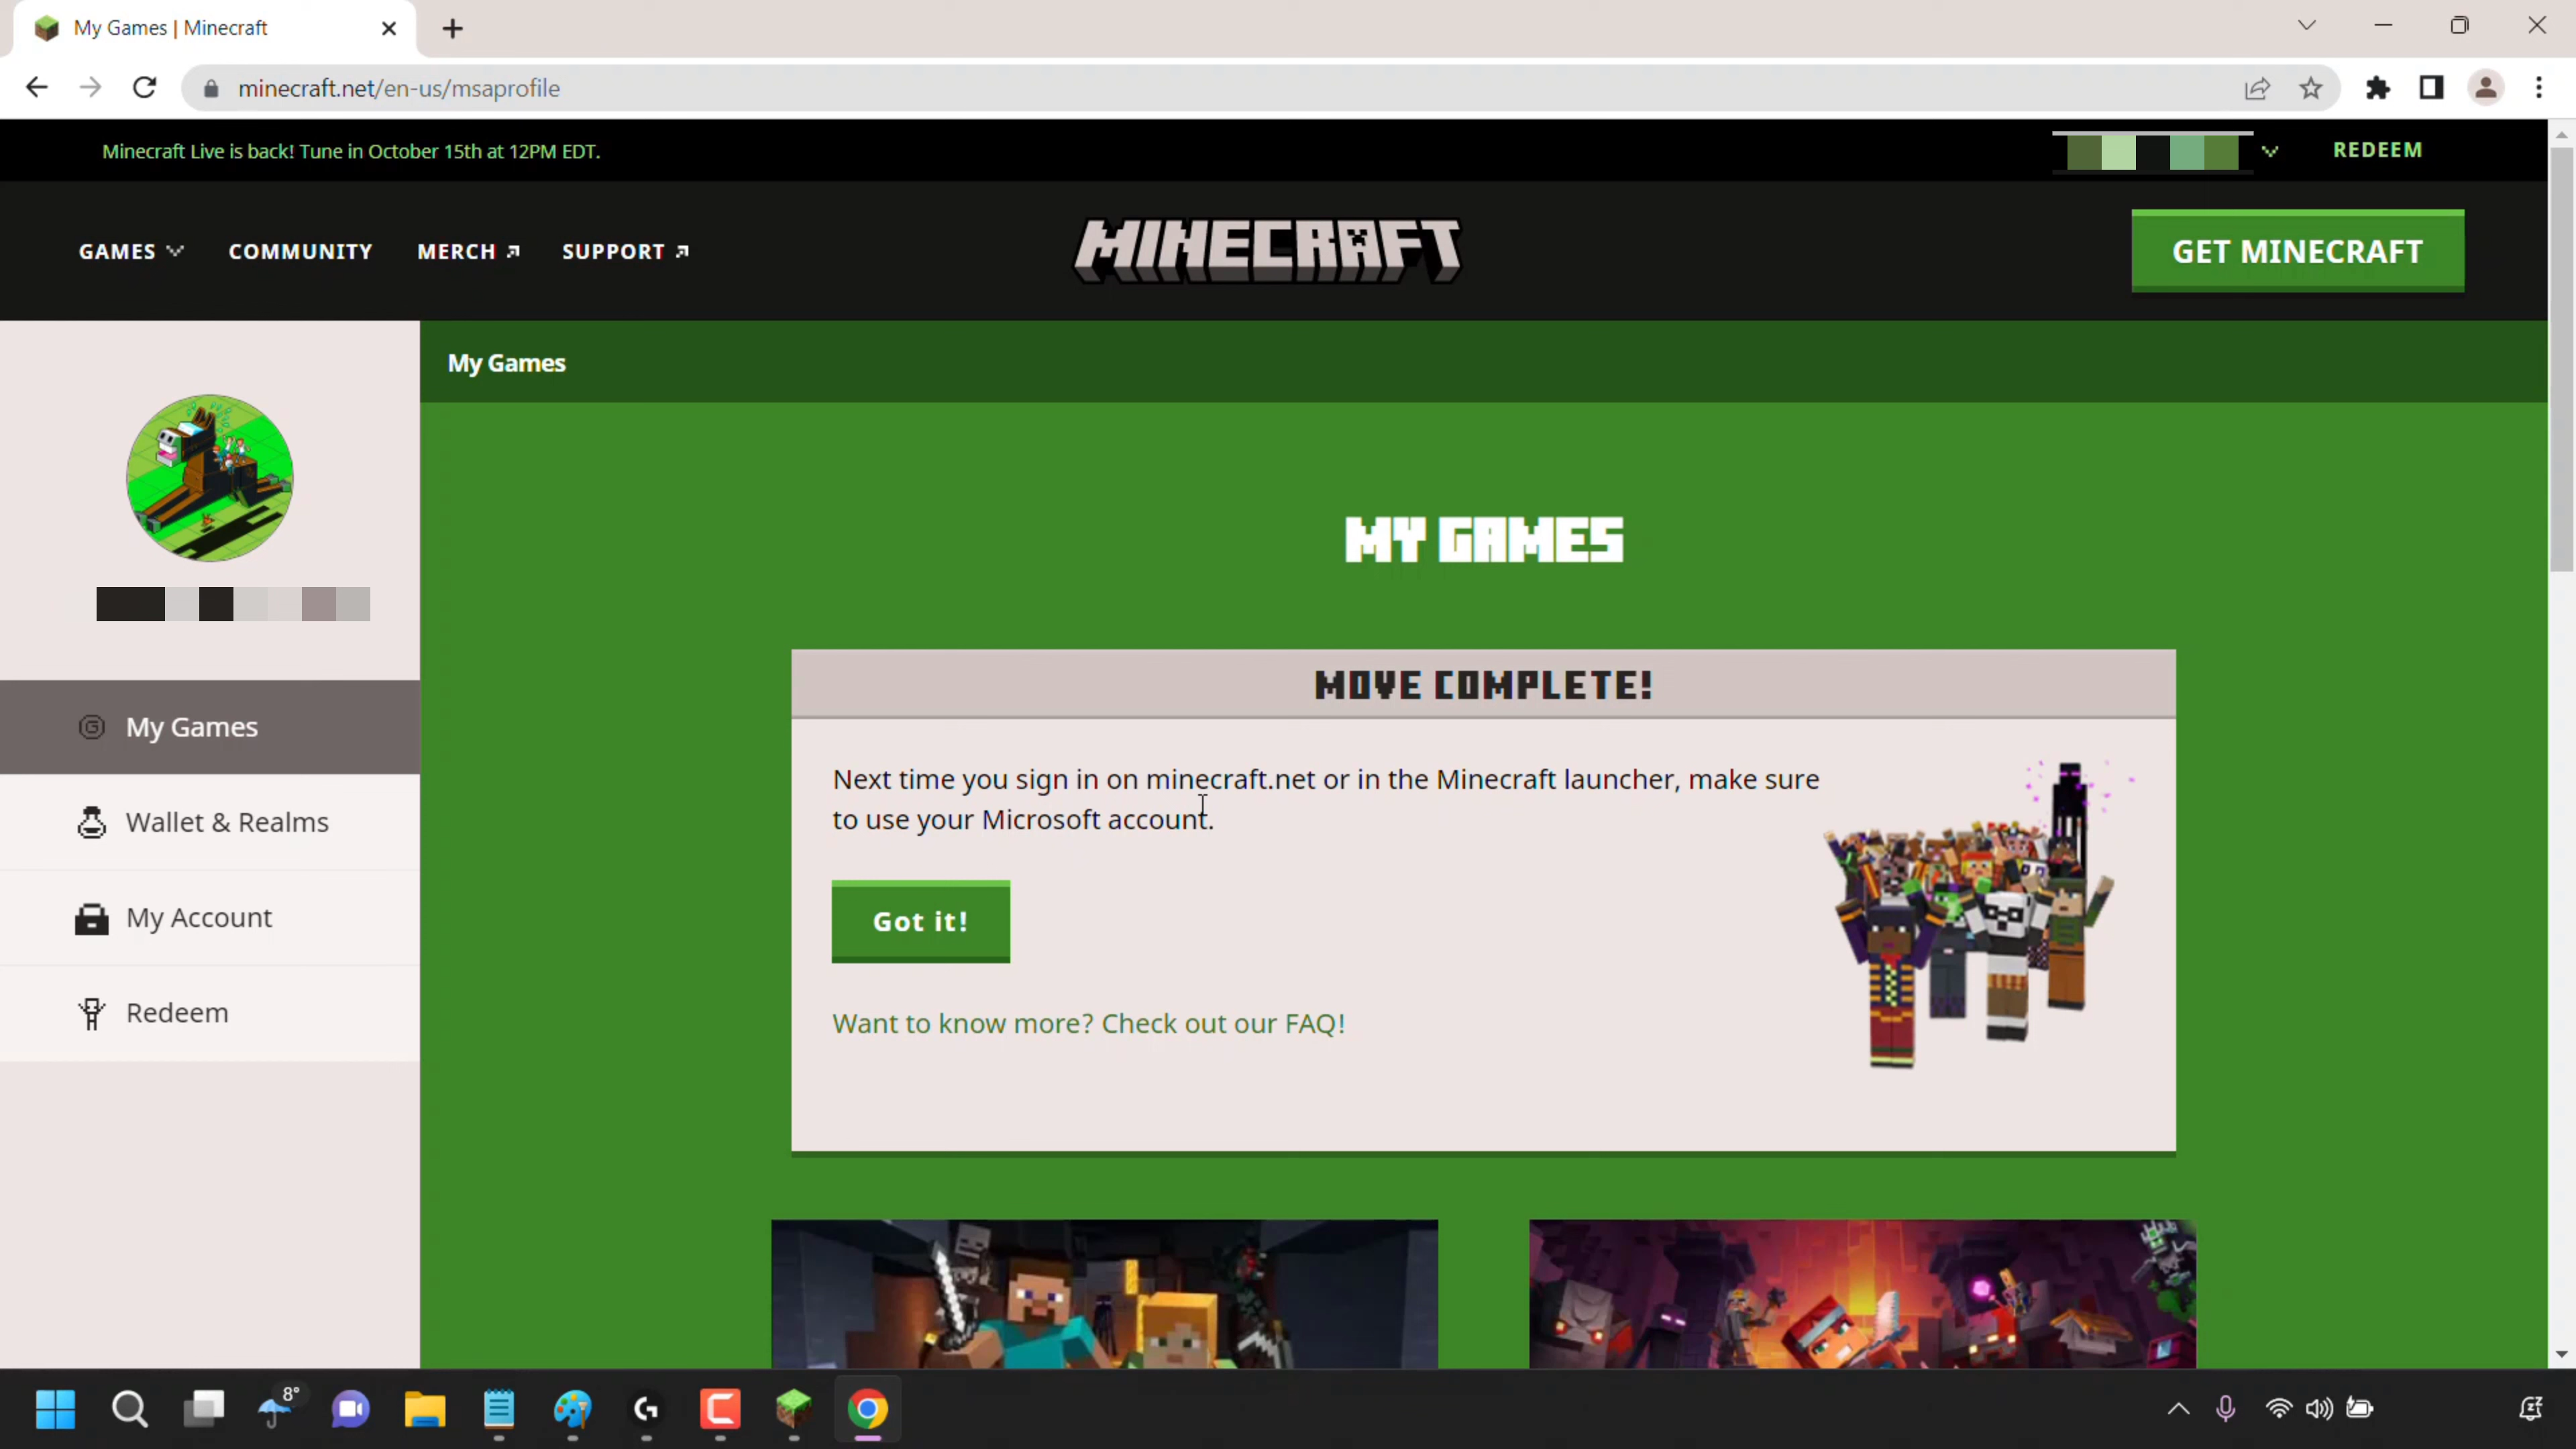 My Games | Minecraft
minecraft.net/en-us/msaprofile
Minecraft Live is back! Tune in October 15th at 12PM EDT.
REDEEM
GAMES COMMUNITY MERCH SUPPORT
MINECRAFT
GET MINECRAFT
My Games
MY GAMES
My Games
Wallet & Realms
My Account
Redeem
MOVE COMPLETE!
Next time you sign in on minecraft.net or in the Minecraft launcher, make sure
to use your Microsoft account.
Got it!
Want to know more? Check out our FAQ!
8°